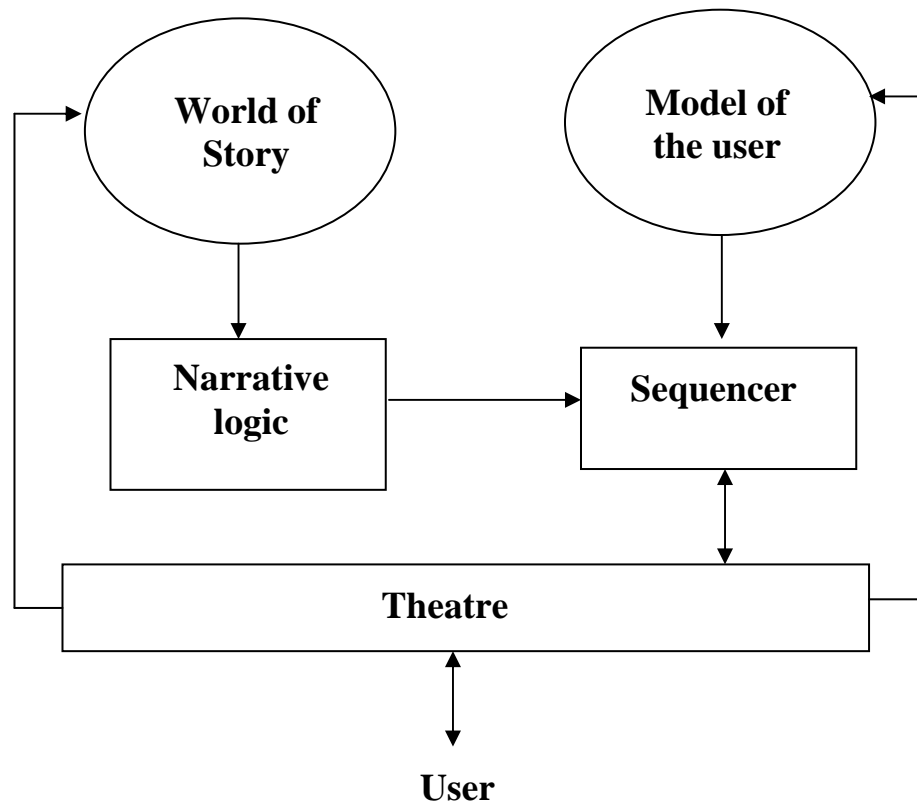 World of
Story
Model of
the user
Narrative
logic
Sequencer
Theatre
User